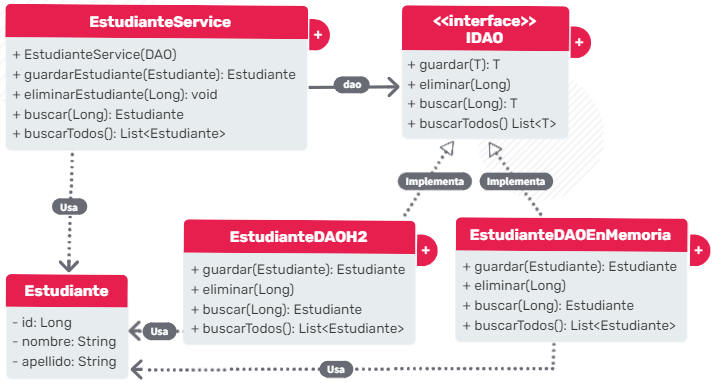 EstudianteService
+
+ EstudianteService(DAO)
+ guardarEstudiante(Estudiante): Estudiante
+ eliminarEstudiante(Long): void
+ buscar(Long): Estudiante
+ buscarTodos(): List<Estudiante>
dao
<<interface>>
IDAO
+
+ guardar(T): T
+ eliminar(Long)
+ buscar(Long): T
+ buscarTodos() List<T>
Implementa
Implementa
Usa
EstudianteDAOH2
+
+ guardar(Estudiante): Estudiante
+ eliminar(Long)
+ buscar(Long): Estudiante
+ buscarTodos(): List<Estudiante>
EstudianteDAOEnMemoria
+
+ guardar(Estudiante): Estudiante
+ eliminar(Long)
+ buscar(Long): Estudiante
+ buscarTodos(): List<Estudiante>
Estudiante
- id: Long
- nombre: String
- apellido: String
Usa
Usa